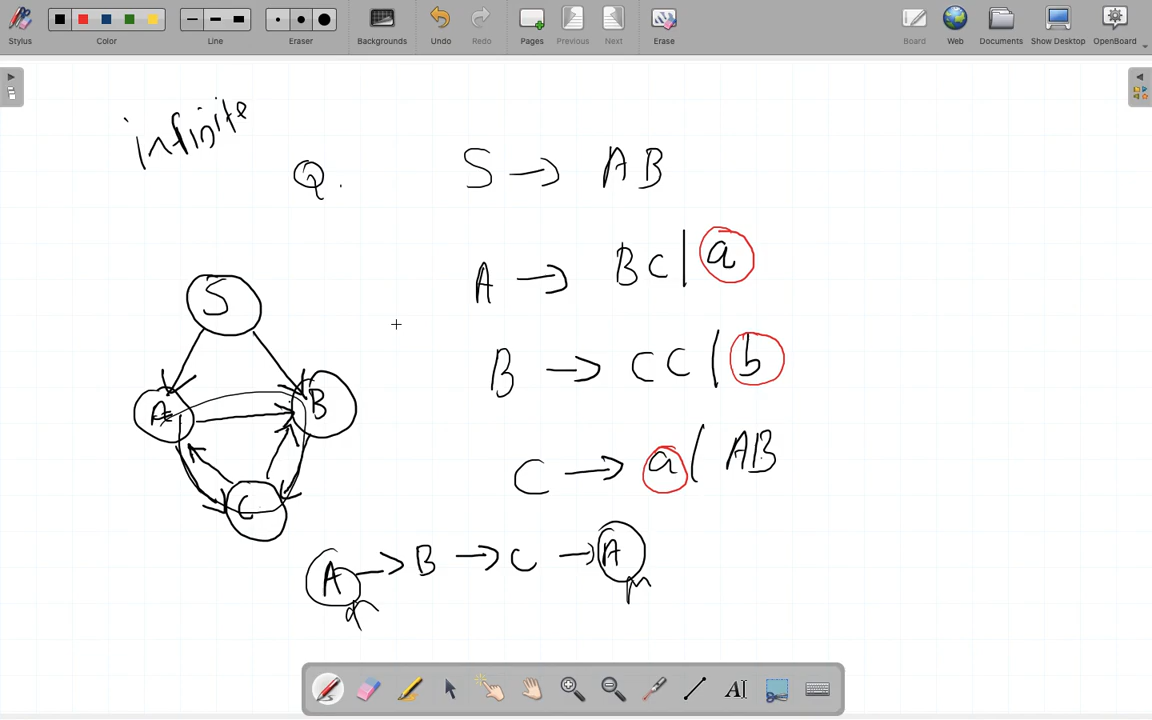 Stylus Color Line Eraser Backgrounds Undo Redo Pages Previous Next Erase Board Web Documents Show Desktop OpenBoard
infinite
Q. S → AB
A → BC | a
B → CC | b
C → a | AB
S
A B
C
A → B → C → A
AI